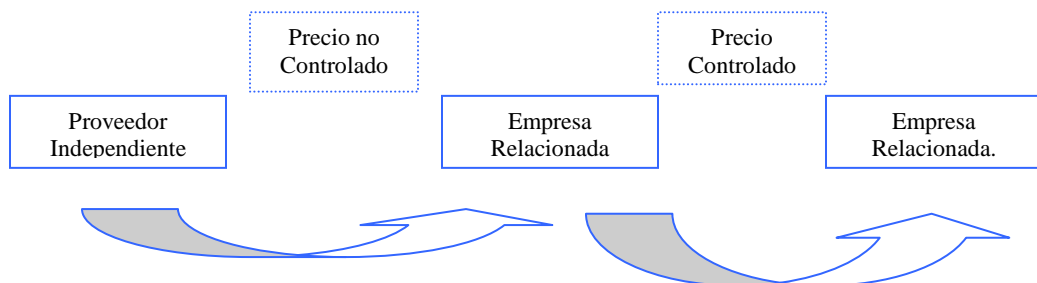 Precio no
Controlado
Precio
Controlado
Proveedor
Independiente
Empresa
Relacionada
Empresa
Relacionada.